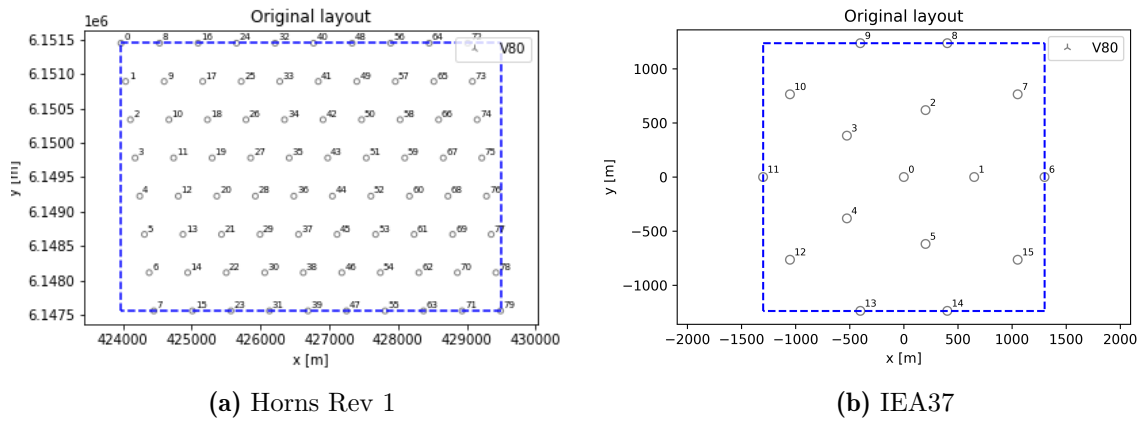 Original layout
1e6
V80
6.1515
6.1510
6.1505
6.1500
6.1495
6.1490
6.1485
6.1480
6.1475
y [m]
0 8 16 24 32 40 48 56 64 72
1 9 17 25 33 41 49 57 65 73
2 10 18 26 34 42 50 58 66 74
3 11 19 27 35 43 51 59 67 75
4 12 20 28 36 44 52 60 68 76
5 13 21 29 37 45 53 61 69 77
6 14 22 30 38 46 54 62 70 78
7 15 23 31 39 47 55 63 71 79
424000 425000 426000 427000 428000 429000 430000
x [m]
(a) Horns Rev 1
Original layout
V80
1000
500
0
−500
−1000
y [m]
9 8
10 7
2
3
11 0 1 6
4
5
12 15
13 14
−2000 −1500 −1000 −500 0 500 1000 1500 2000
x [m]
(b) IEA37